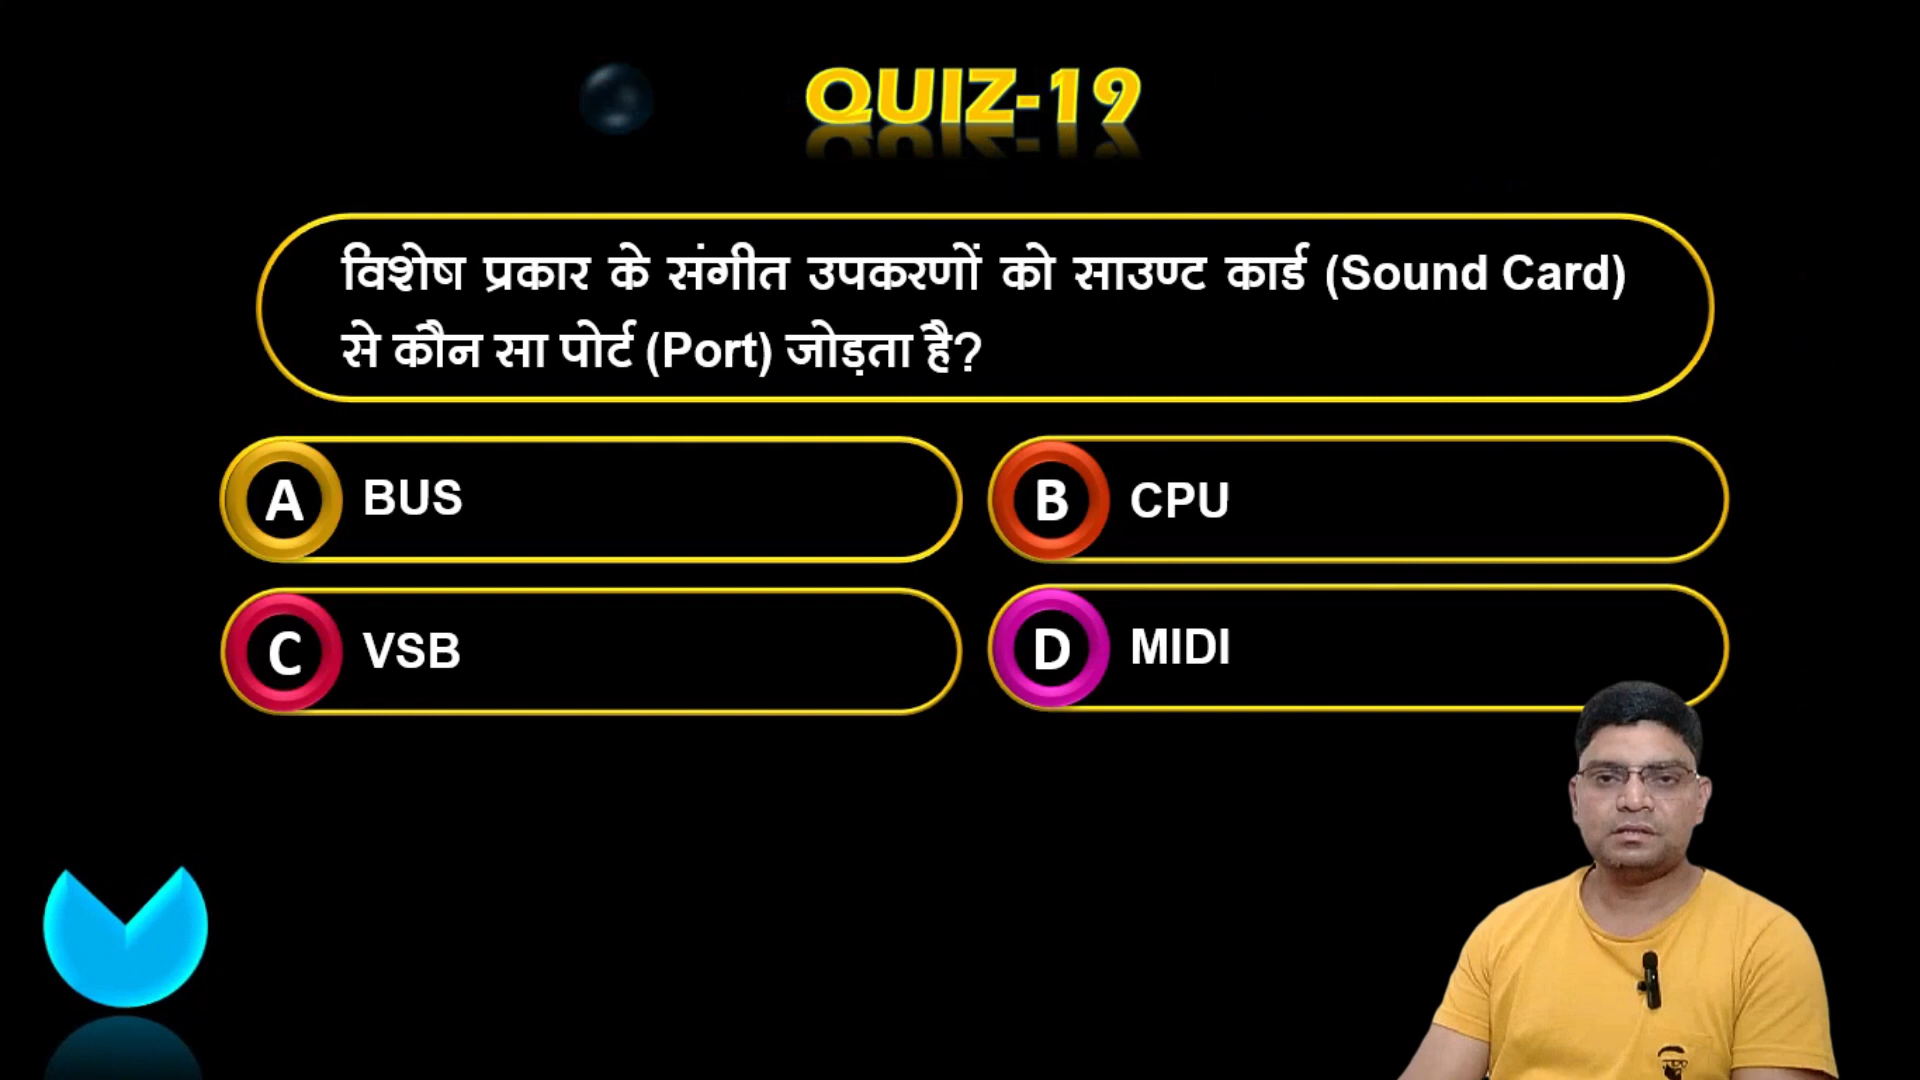 QUIZ-19
विशेष प्रकार के संगीत उपकरणों को साउण्ट कार्ड (Sound Card)
से कौन सा पोर्ट (Port) जोड़ता है?
A BUS
B CPU
C VSB
D MIDI